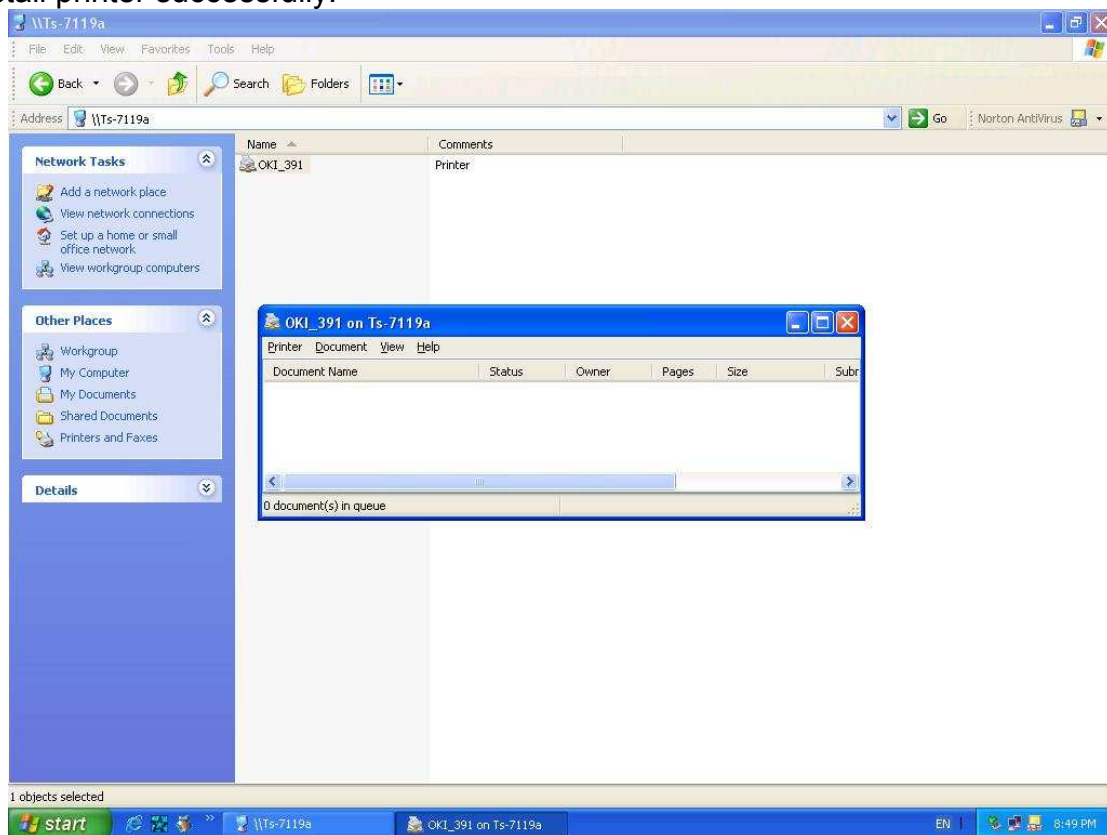 tall printer successfully.
\\Ts-7119a
File Edit View Favorites Tools Help
Back Search Folders
Address \\Ts-7119a Go Norton AntiVirus
Name Comments
OKI_391 Printer
Network Tasks
Add a network place
View network connections
Set up a home or small
office network
View workgroup computers
Other Places
Workgroup
My Computer
My Documents
Shared Documents
Printers and Faxes
Details
OKI_391 on Ts-7119a
Printer Document View Help
Document Name Status Owner Pages Size Subr
0 document(s) in queue
1 objects selected
start \\Ts-7119a OKI_391 on Ts-7119a EN 8:49 PM